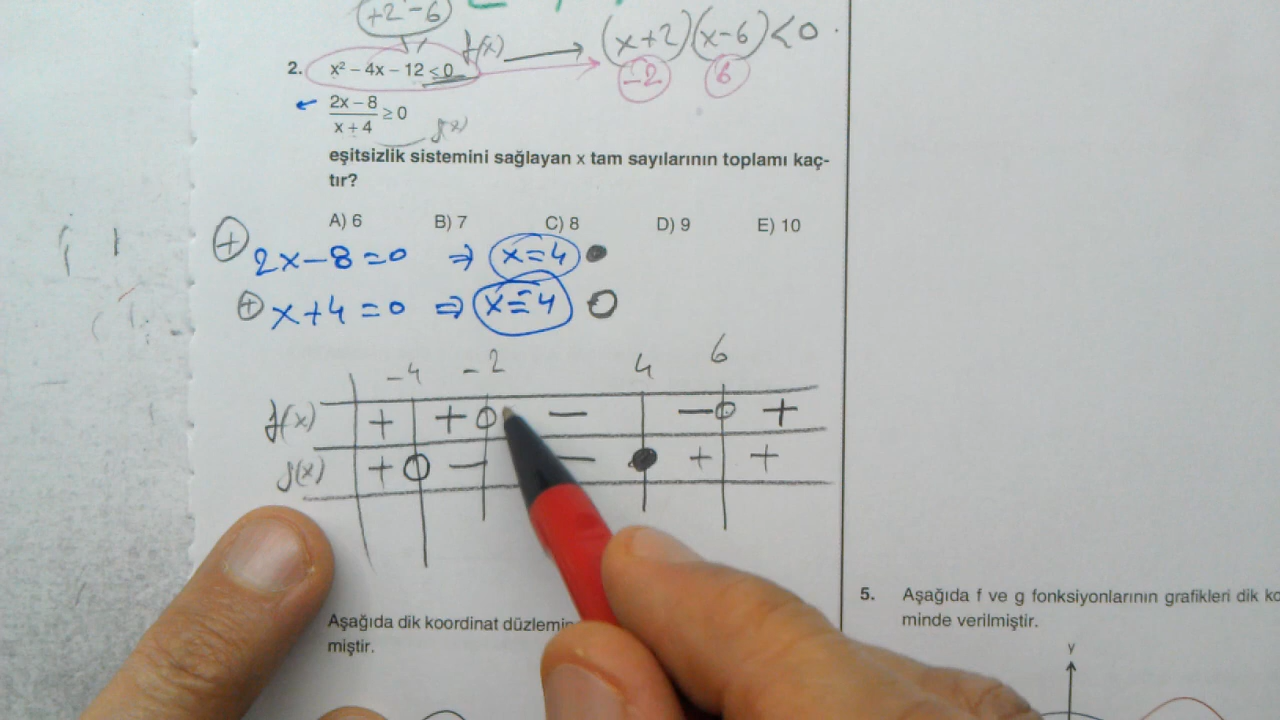 +2 -6
f(x) (x+2)(x-6)<0
-2 6
2. x² – 4x – 12 < 0
2x – 8
x + 4
≥ 0
g(x)
eşitsizlik sistemini sağlayan x tam sayılarının toplamı kaç-
tır?
A) 6 B) 7 C) 8 D) 9 E) 10
+ 2x-8=0 ⇒ x=4
+ x+4=0 ⇒ x=-4
-4 -2 4 6
f(x) + + - - +
g(x) + - - + +
Aşağıda dik koordinat
miştir.
5. Aşağıda f ve g fonksiyonlarının grafikleri dik
minde verilmiştir.
y